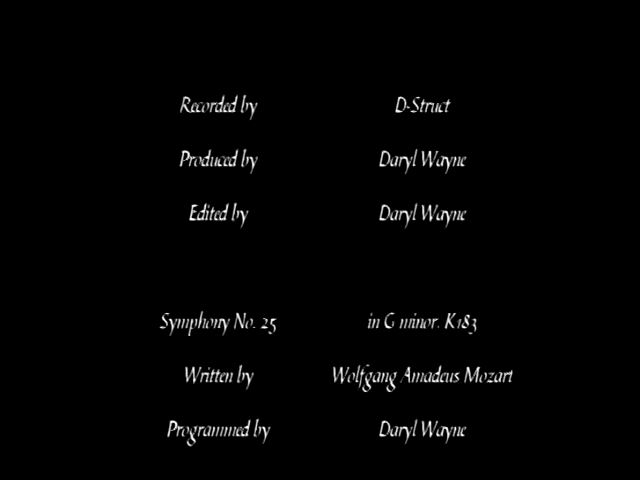 Recorded by D-Struct
Produced by Daryl Wayne
Edited by Daryl Wayne
Symphony No. 25 in G minor, K183
Written by Wolfgang Amadeus Mozart
Programmed by Daryl Wayne